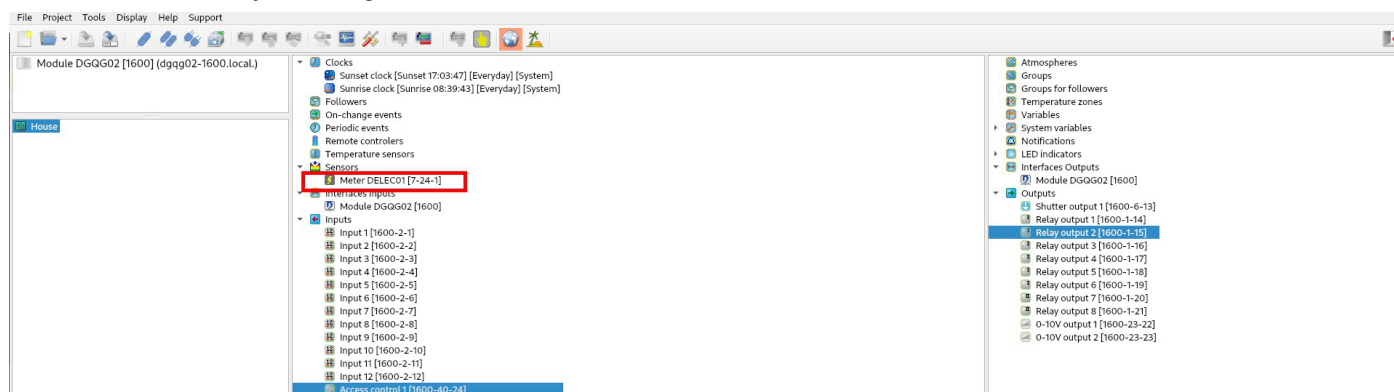 File Project Tools Display Help Support
Module DGQG02 [1600] (dgqg02-1600.local.)
House
Clocks
Sunset clock [Sunset 17:03:47] [Everyday] [System]
Sunrise clock [Sunrise 08:39:43] [Everyday] [System]
Followers
On-change events
Periodic events
Remote controlers
Temperature sensors
Sensors
Meter DELEC01 [7-24-1]
Interfaces Inputs
Module DGQG02 [1600]
Inputs
Input 1 [1600-2-1]
Input 2 [1600-2-2]
Input 3 [1600-2-3]
Input 4 [1600-2-4]
Input 5 [1600-2-5]
Input 6 [1600-2-6]
Input 7 [1600-2-7]
Input 8 [1600-2-8]
Input 9 [1600-2-9]
Input 10 [1600-2-10]
Input 11 [1600-2-11]
Input 12 [1600-2-12]
Access control 1 [1600-40-24]
Atmospheres
Groups
Groups for followers
Temperature zones
Variables
System variables
Notifications
LED indicators
Interfaces Outputs
Module DGQG02 [1600]
Outputs
Shutter output 1 [1600-6-13]
Relay output 1 [1600-1-14]
Relay output 2 [1600-1-15]
Relay output 3 [1600-1-16]
Relay output 4 [1600-1-17]
Relay output 5 [1600-1-18]
Relay output 6 [1600-1-19]
Relay output 7 [1600-1-20]
Relay output 8 [1600-1-21]
0-10V output 1 [1600-23-22]
0-10V output 2 [1600-23-23]